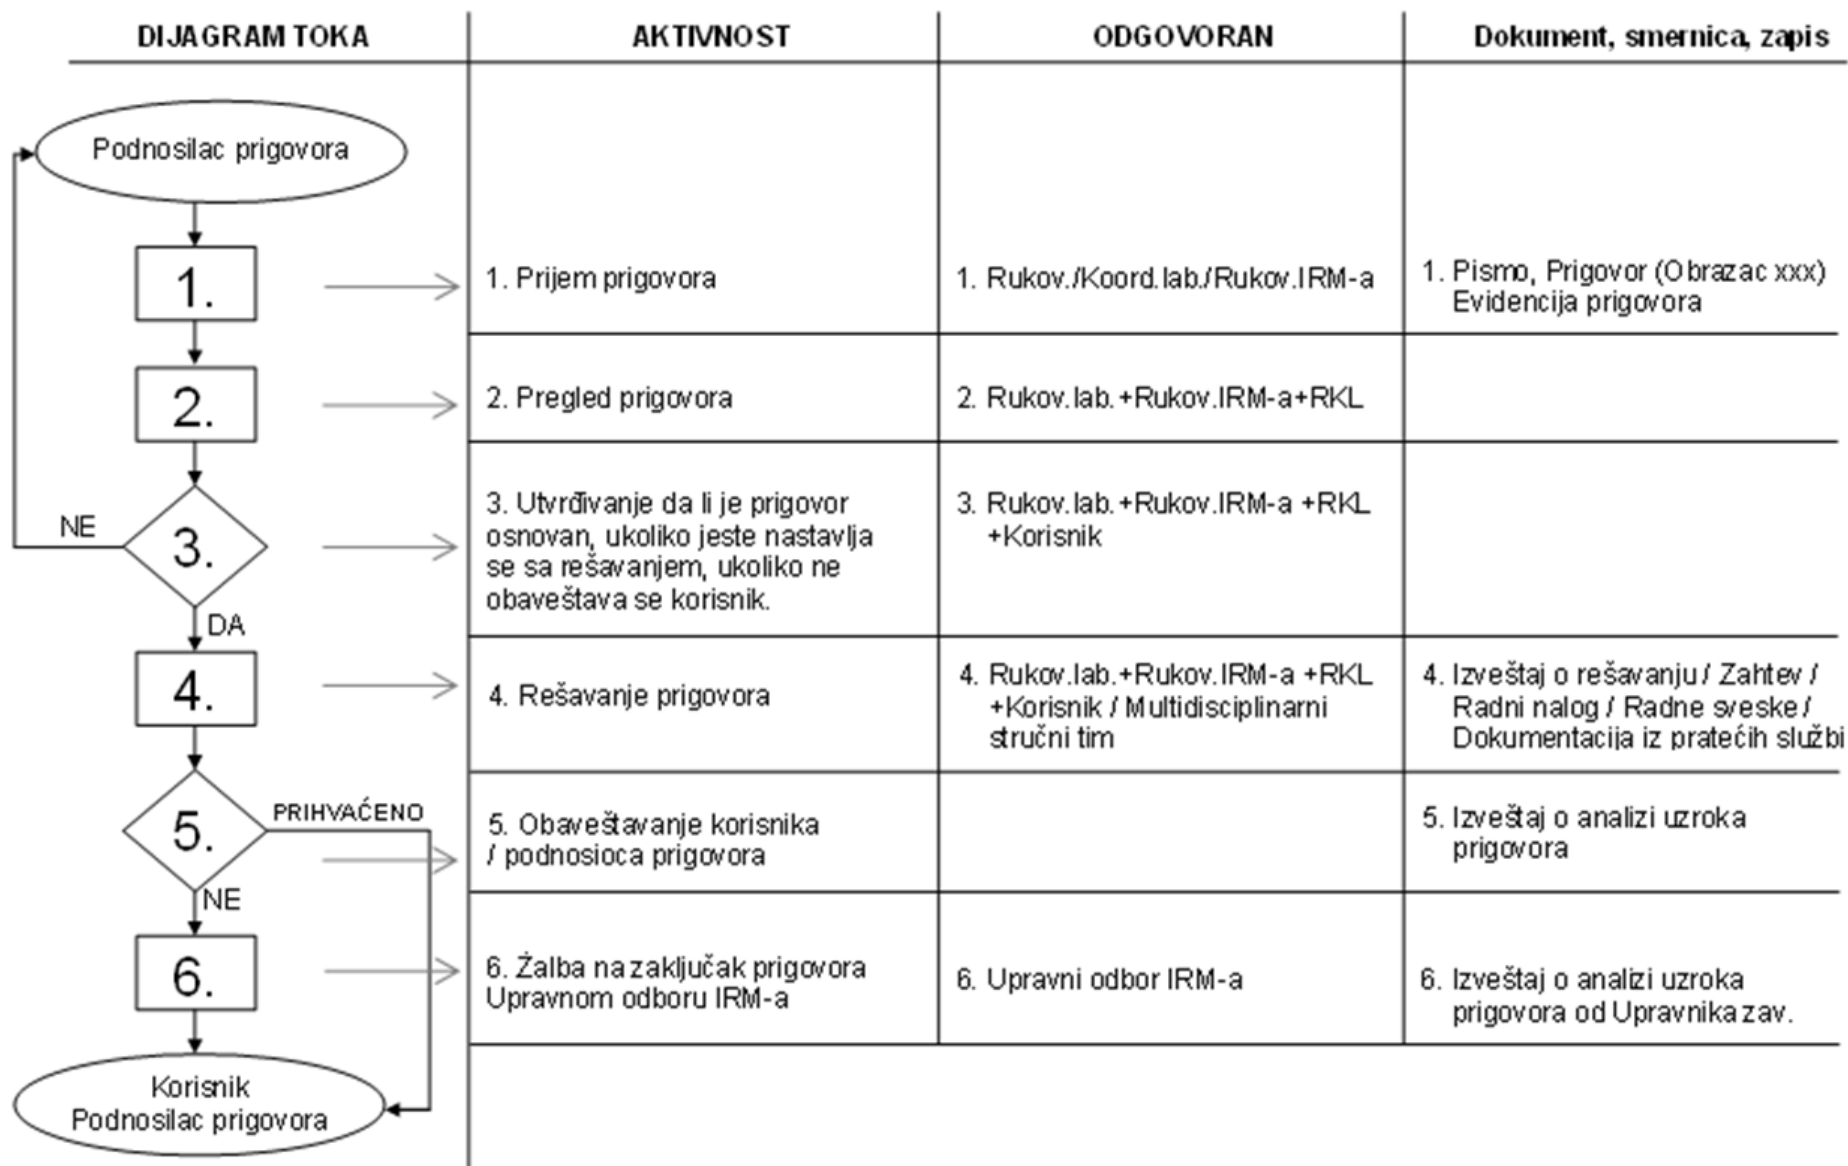 DIJAGRAM TOKA
AKTIVNOST
ODGOVORAN
Dokument, smernica, zapis
Podnosilac prigovora
1.
1. Prijem prigovora
1. Rukov./Koord.lab./Rukov.IRM-a
1. Pismo, Prigovor (Obrazac xxx)
Evidencija prigovora
2.
2. Pregled prigovora
2. Rukov.lab.+Rukov.IRM-a+RKL
NE
3.
3. Utvrđivanje da li je prigovor
osnovan, ukoliko jeste nastavlja
se sa rešavanjem, ukoliko ne
obaveštava se korisnik.
3. Rukov.lab.+Rukov.IRM-a +RKL
+Korisnik
DA
4.
4. Rešavanje prigovora
4. Rukov.lab.+Rukov.IRM-a +RKL
+Korisnik / Multidisciplinarni
stručni tim
4. Izveštaj o rešavanju / Zahtev /
Radni nalog / Radne sveske /
Dokumentacija iz pratećih službi
5.
PRIHVAĆENO
5. Obaveštavanje korisnika
/ podnosioca prigovora
5. Izveštaj o analizi uzroka
prigovora
NE
6.
6. Žalba na zaključak prigovora
Upravnom odboru IRM-a
6. Upravni odbor IRM-a
6. Izveštaj o analizi uzroka
prigovora od Upravnika zav.
Korisnik
Podnosilac prigovora